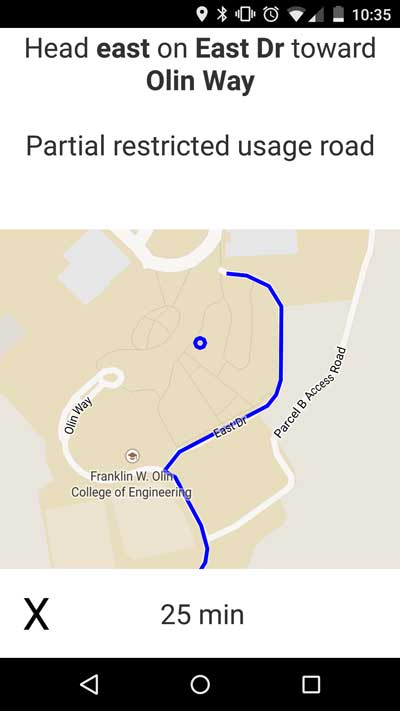 10:35
Head east on East Dr toward
Olin Way
Partial restricted usage road
Parcel B Access Road
Olin Way
East Dr
Franklin W. Olin
College of Engineering
X
25 min